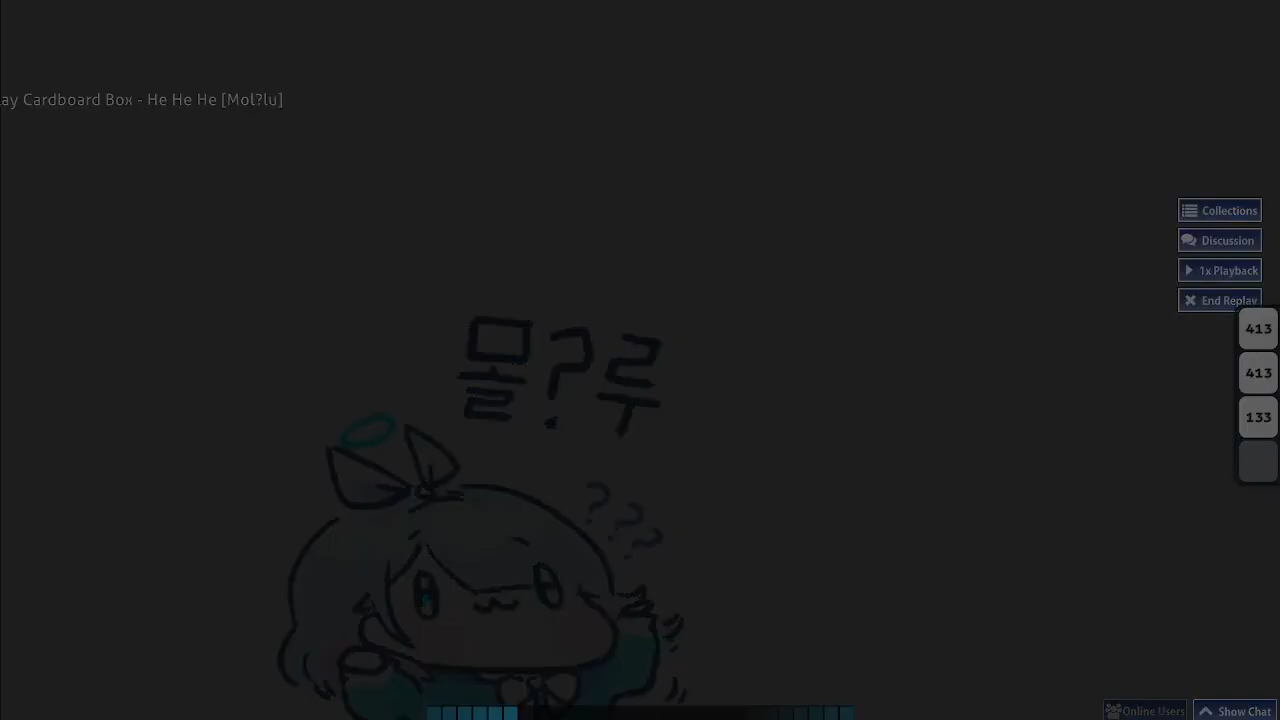 ay Cardboard Box - He He He [Mol?lu]
Collections
Discussion
1x Playback
End Replay
413
413
133
몰?루
???
Online Users
Show Chat